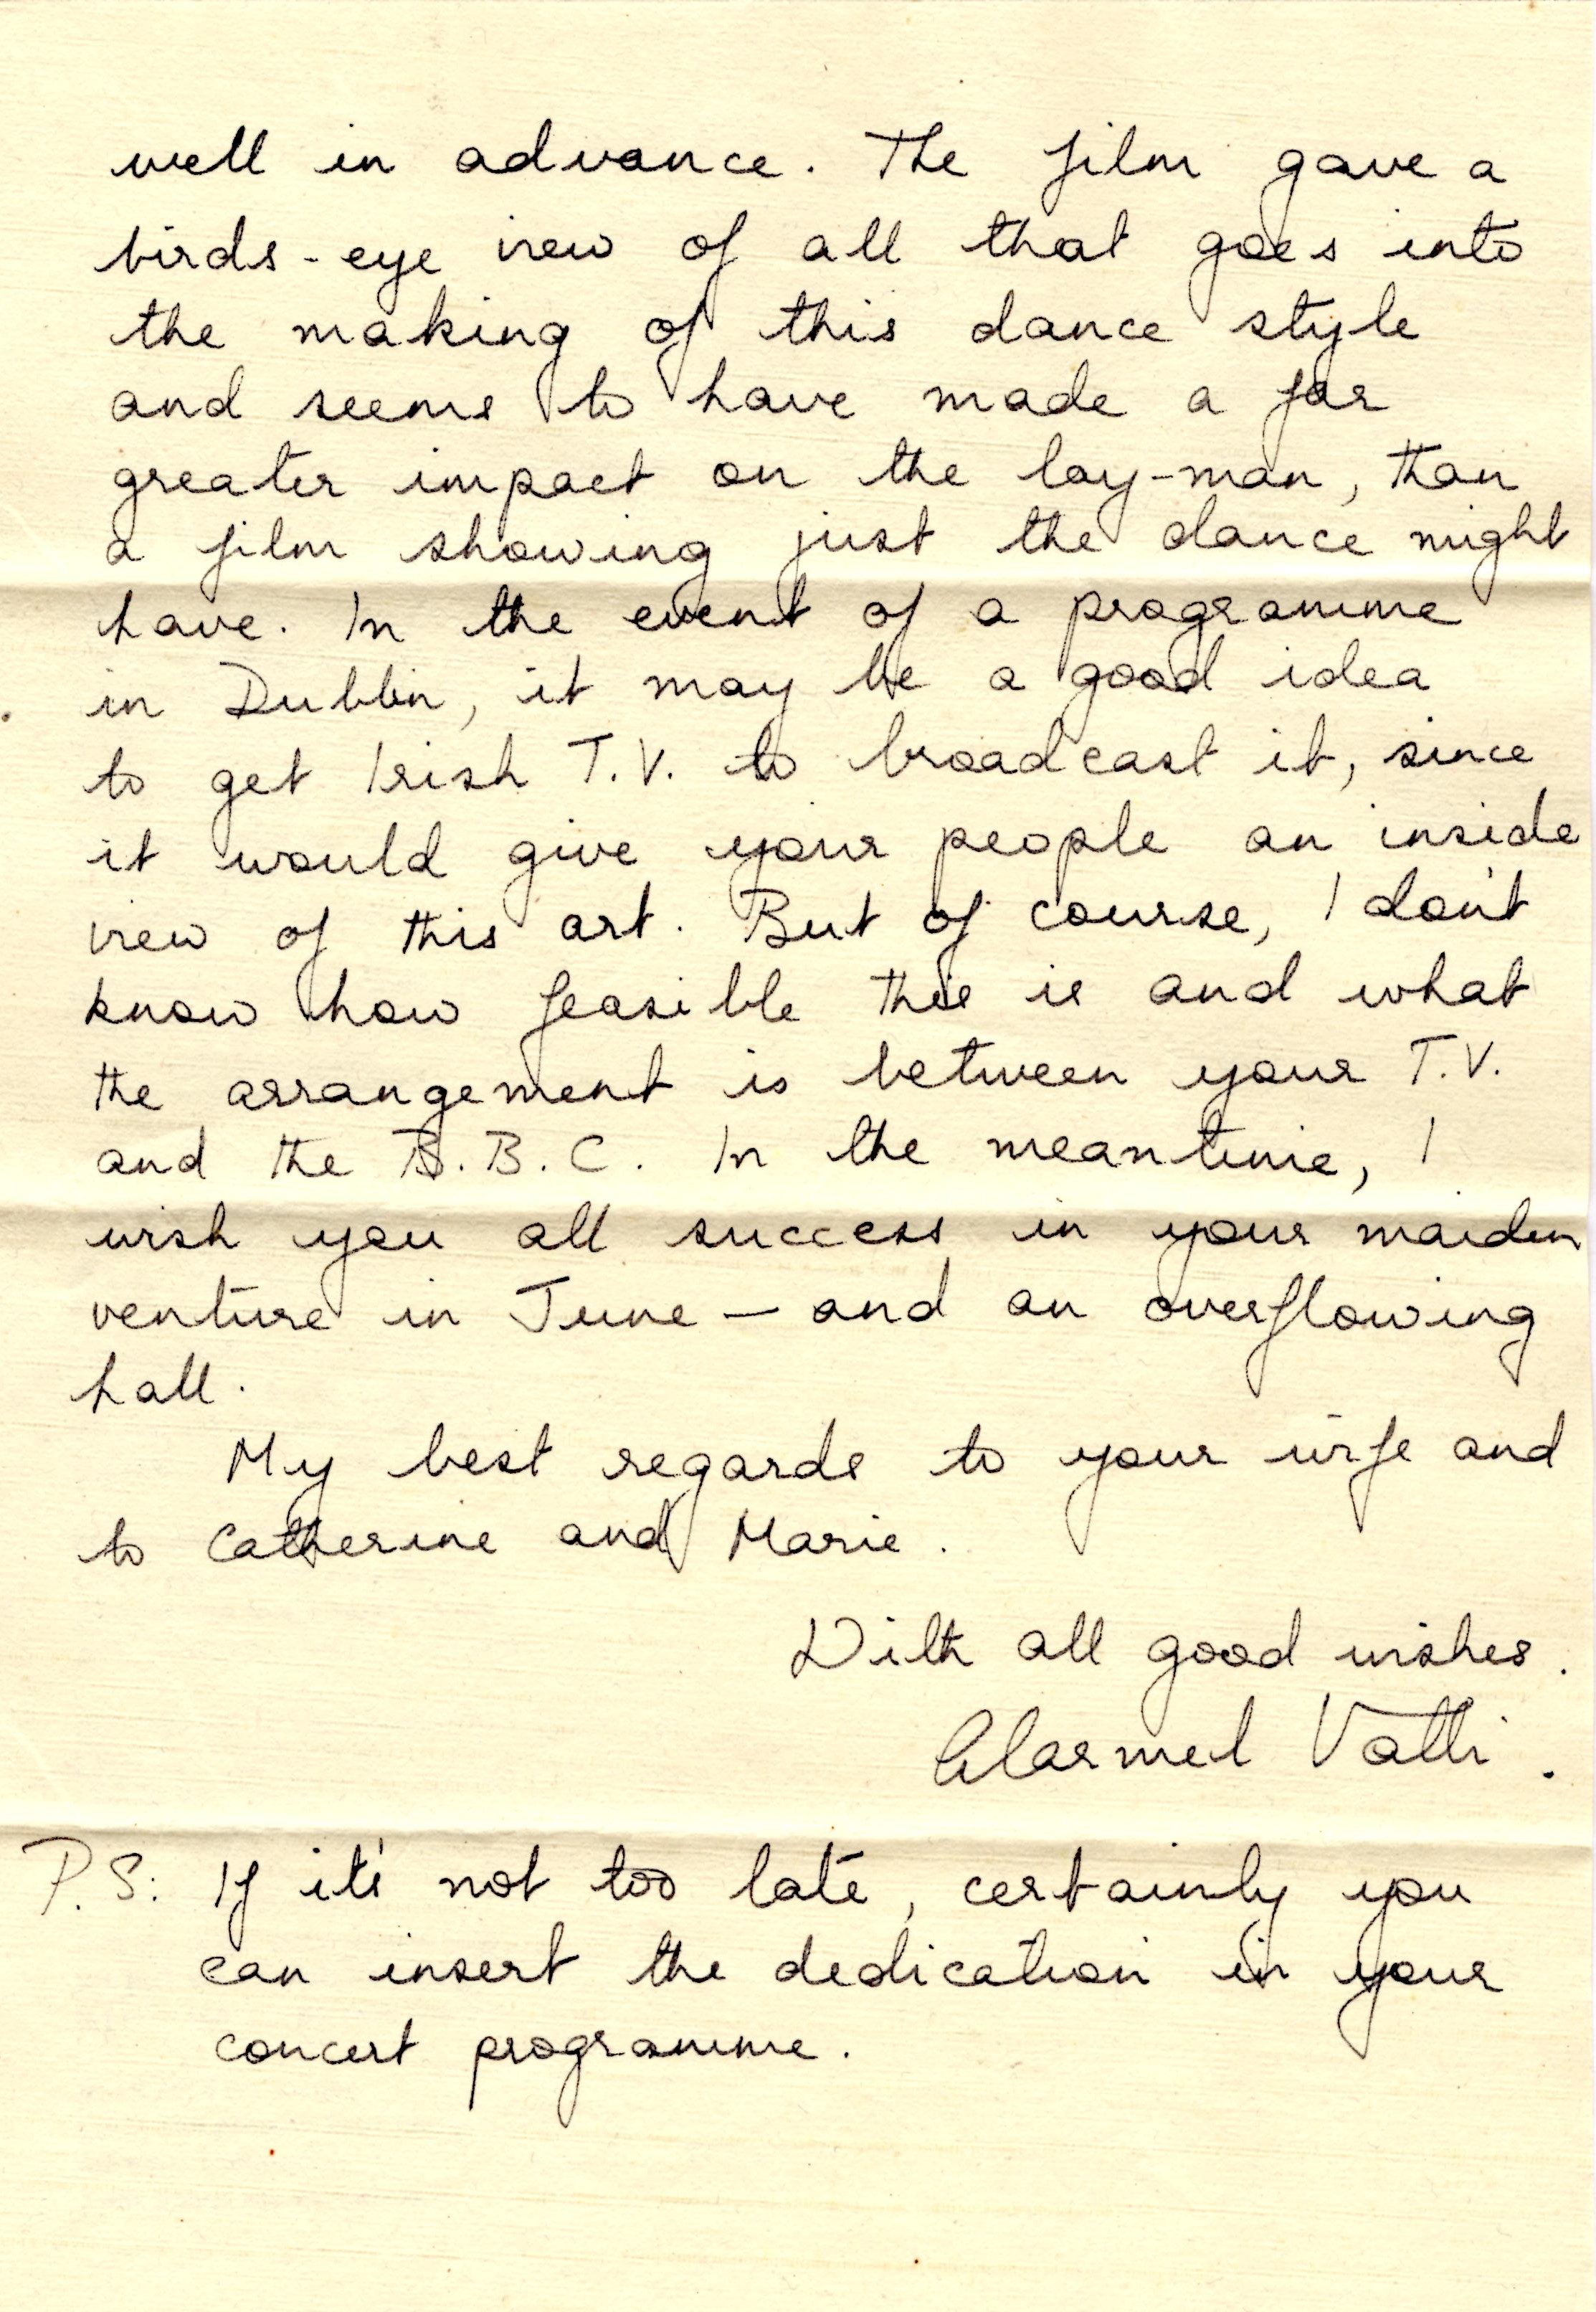 well in advance. The film gave a
birds-eye view of all that goes into
the making of this dance style
and seems to have made a far
greater impact on the lay-man, than
a film showing just the dance might
have. In the event of a programme
in Dublin, it may be a good idea
to get Irish T.V. to broadcast it, since
it would give your people an inside
view of this art. But of course, I don't
know how feasible this is and what
the arrangement is between your T.V.
and the B.B.C. In the meantime, I
wish you all success in your maiden
venture in June — and an overflowing
hall.
My best regards to your wife and
to Catherine and Marie.
With all good wishes.
Alarmel Valli.
P.S: If it's not too late, certainly you
can insert the dedication in your
concert programme.